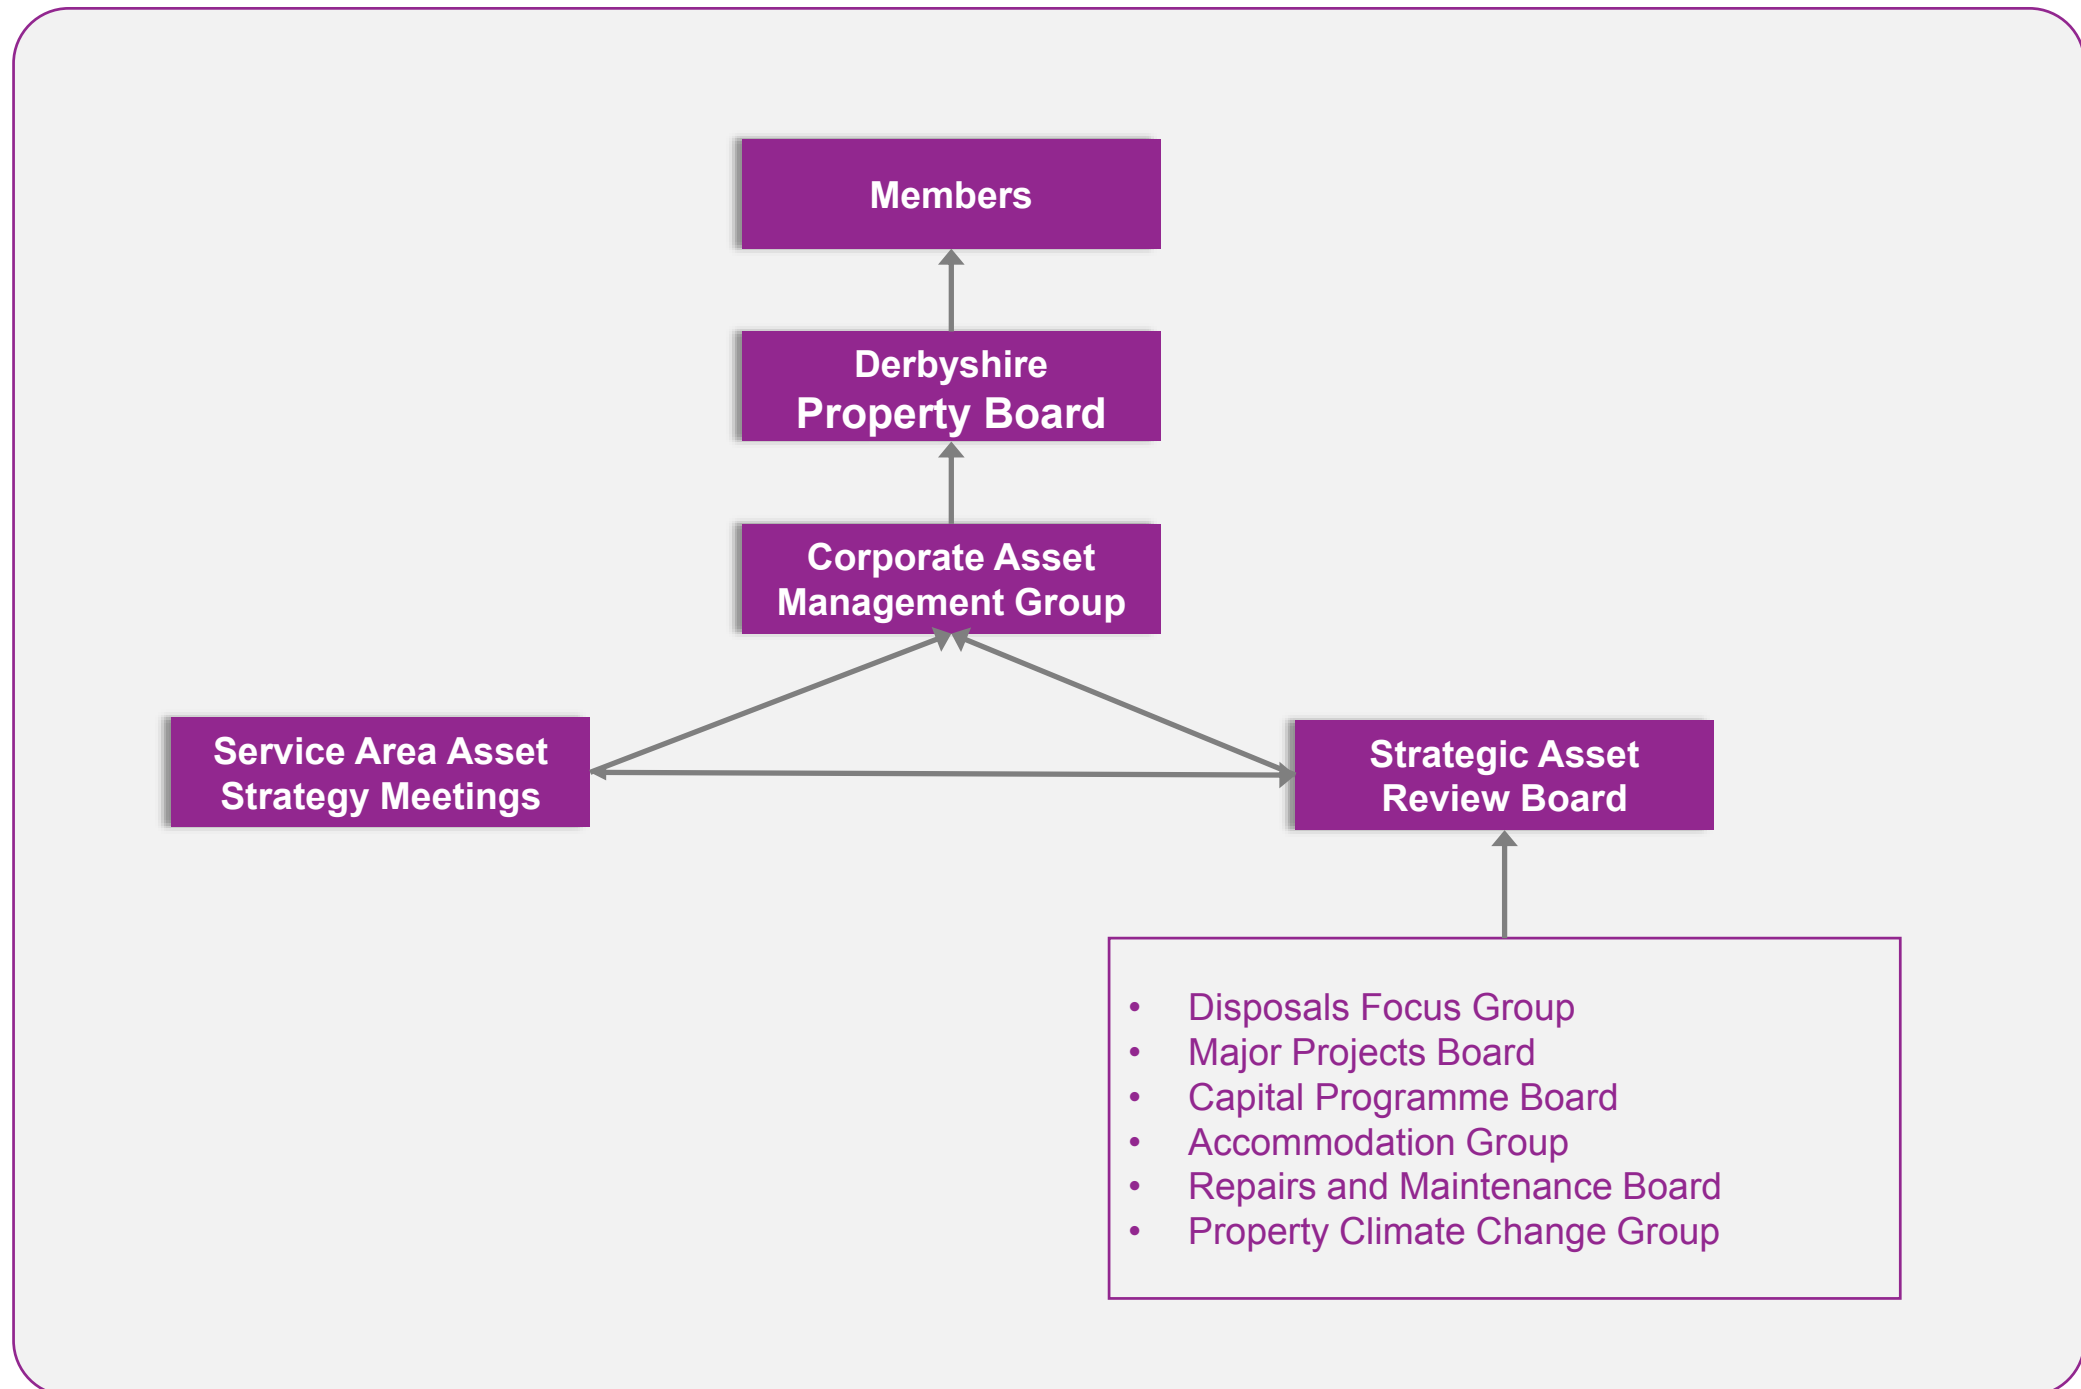 Members
Derbyshire
Property Board
Corporate Asset
Management Group
Service Area Asset
Strategy Meetings
Strategic Asset
Review Board
• Disposals Focus Group
• Major Projects Board
• Capital Programme Board
• Accommodation Group
• Repairs and Maintenance Board
• Property Climate Change Group